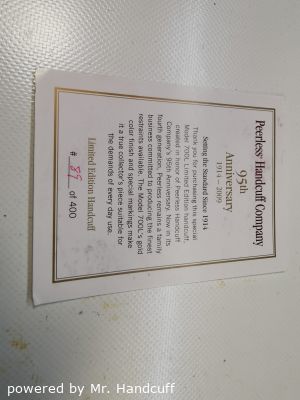 Peerless® Handcuff Company
95th
Anniversary
1914 - 2009
Setting the Standard Since 1914
Thank you for purchasing this special
Model 700L Limited Edition handcuff,
created in honor of Peerless Handcuff
Company's 95th Anniversary. Now in its
fourth generation, Peerless remains a family
business committed to producing the finest
restraints available. The Model 700L's gold
color finish and special markings make
it a true collector's piece suitable for
the demands of every day use.
Limited Edition Handcuff
# 89 of 400
powered by Mr. Handcuff